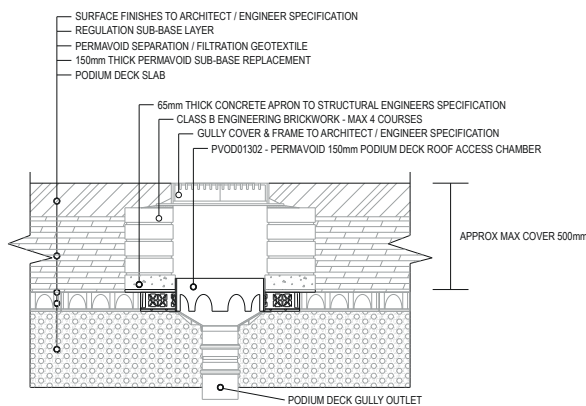 SURFACE FINISHES TO ARCHITECT / ENGINEER SPECIFICATION
REGULATION SUB-BASE LAYER
PERMAVOID SEPARATION / FILTRATION GEOTEXTILE
150mm THICK PERMAVOID SUB-BASE REPLACEMENT
PODIUM DECK SLAB
65mm THICK CONCRETE APRON TO STRUCTURAL ENGINEERS SPECIFICATION
CLASS B ENGINEERING BRICKWORK - MAX 4 COURSES
GULLY COVER & FRAME TO ARCHITECT / ENGINEER SPECIFICATION
PVOD01302 - PERMAVOID 150mm PODIUM DECK ROOF ACCESS CHAMBER
APPROX MAX COVER 500mm
PODIUM DECK GULLY OUTLET